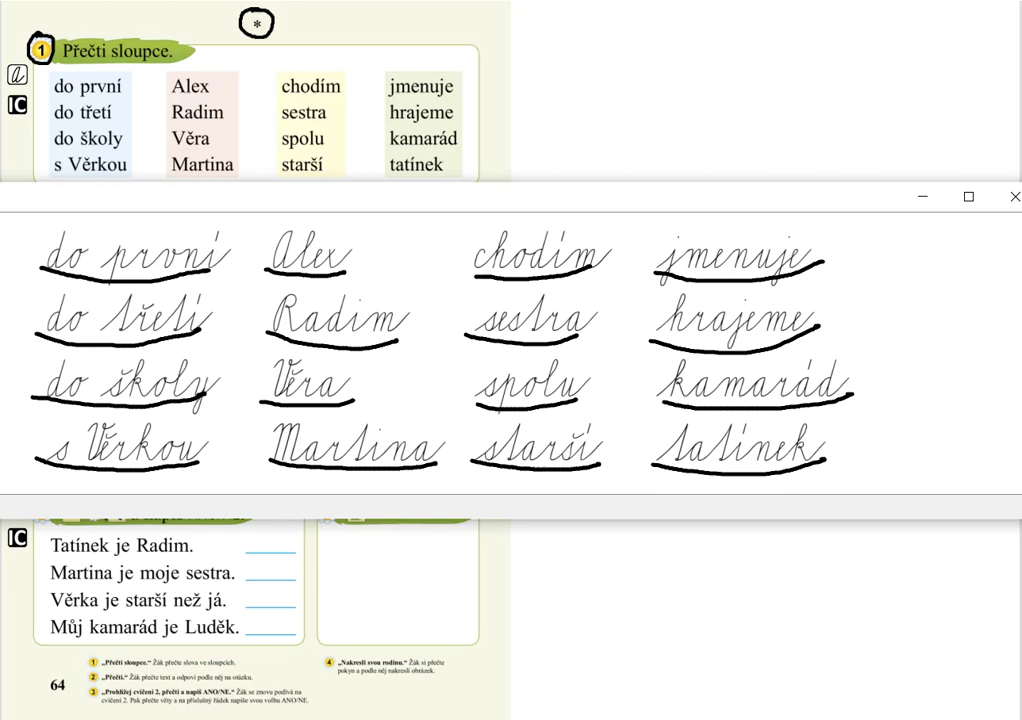 *
1 Přečti sloupce.
a
IC
do první Alex chodím jmenuje
do třetí Radim sestra hrajeme
do školy Věra spolu kamarád
s Věrkou Martina starší tatínek
do první Alex chodím jmenuje
do třetí Radim sestra hrajeme
do školy Věra spolu kamarád
s Věrkou Martina starší tatínek
IC
Tatínek je Radim.
Martina je moje sestra.
Věrka je starší než já.
Můj kamarád je Luděk.
1 „Přečti sloupce.“ Žák přečte slova ve sloupcích.
2 „Přečti.“ Žák přečte text a odpoví podle něj na otázku.
3 „Prohlížej cvičení 2, přečti a napiš ANO/NE.“ Žák se znovu podívá na
cvičení 2. Pak přečte věty a na příslušný řádek napíše svou volbu ANO/NE.
4 „Nakresli svou rodinu.“ Žák si přečte
pokyn a podle něj nakreslí obrázek.
64